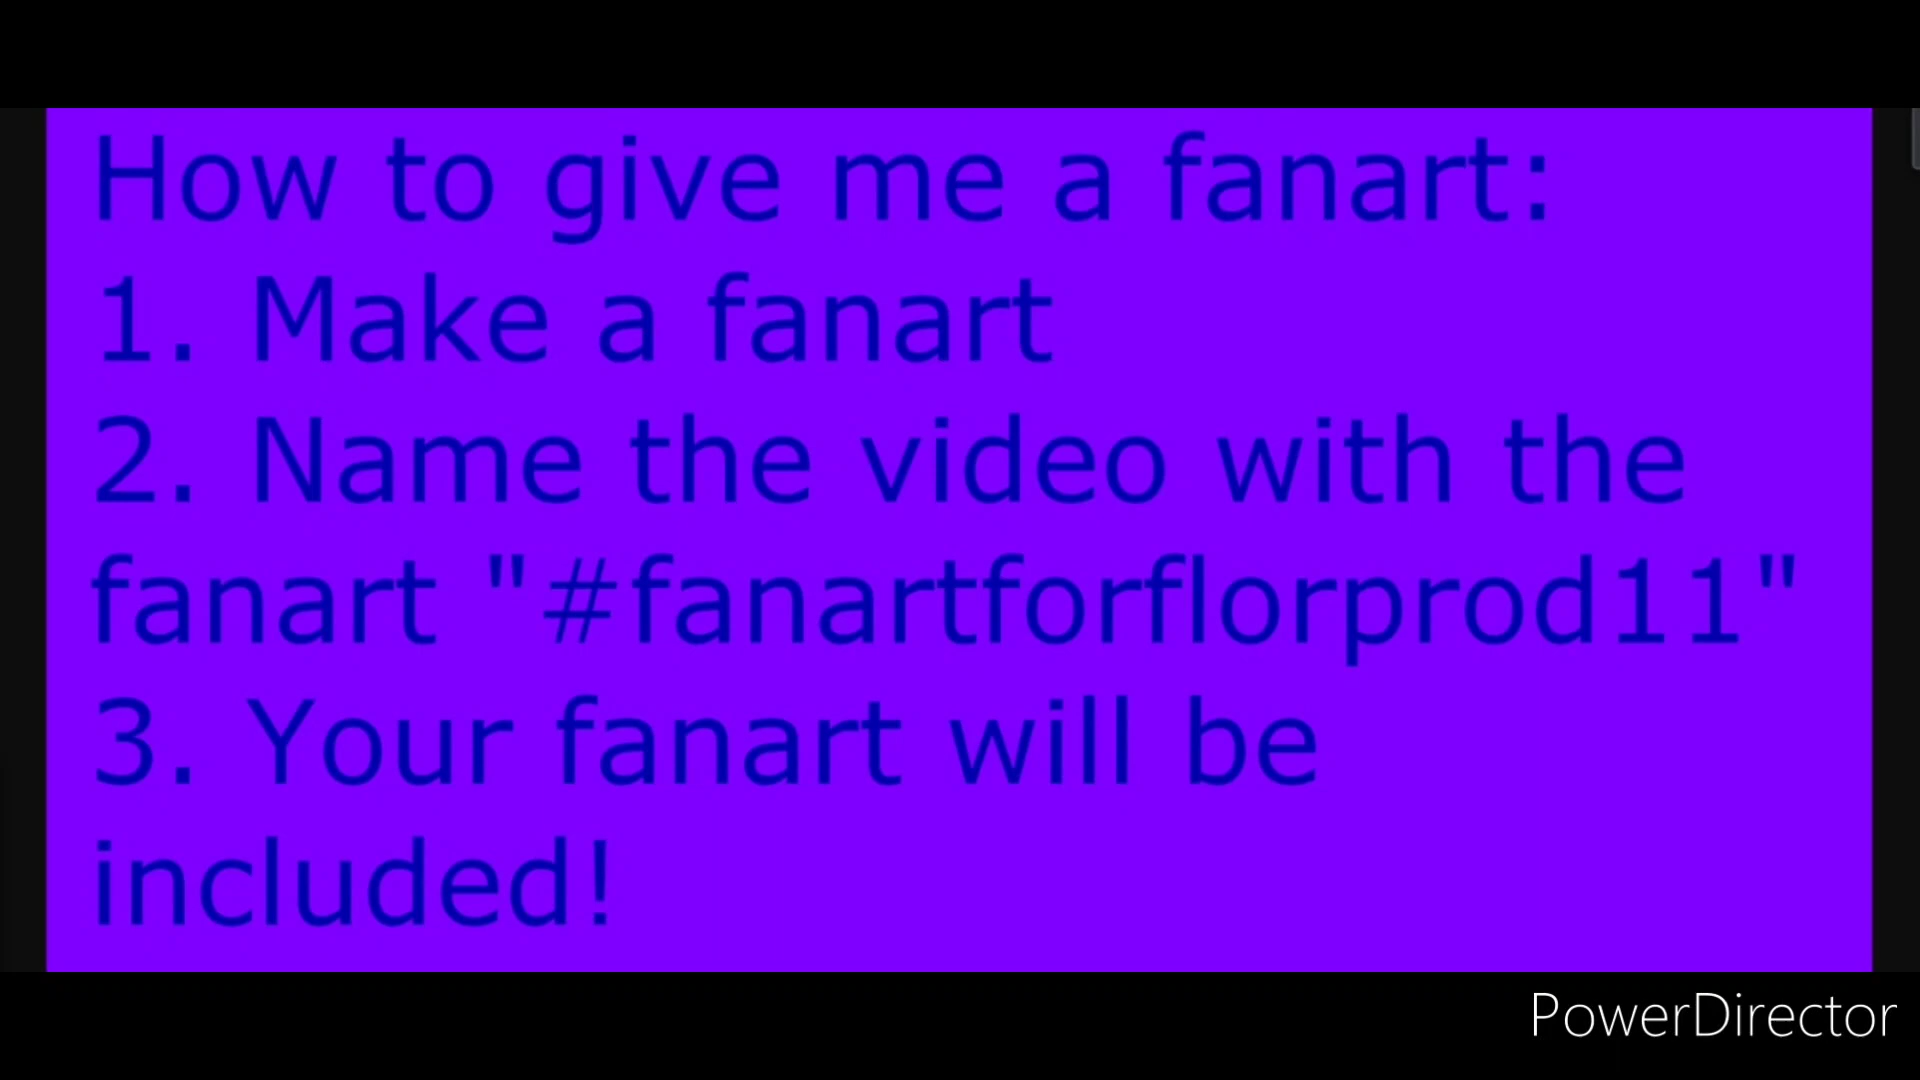 How to give me a fanart:
1. Make a fanart
2. Name the video with the
fanart "#fanartforflorprod11"
3. Your fanart will be
included!
PowerDirector